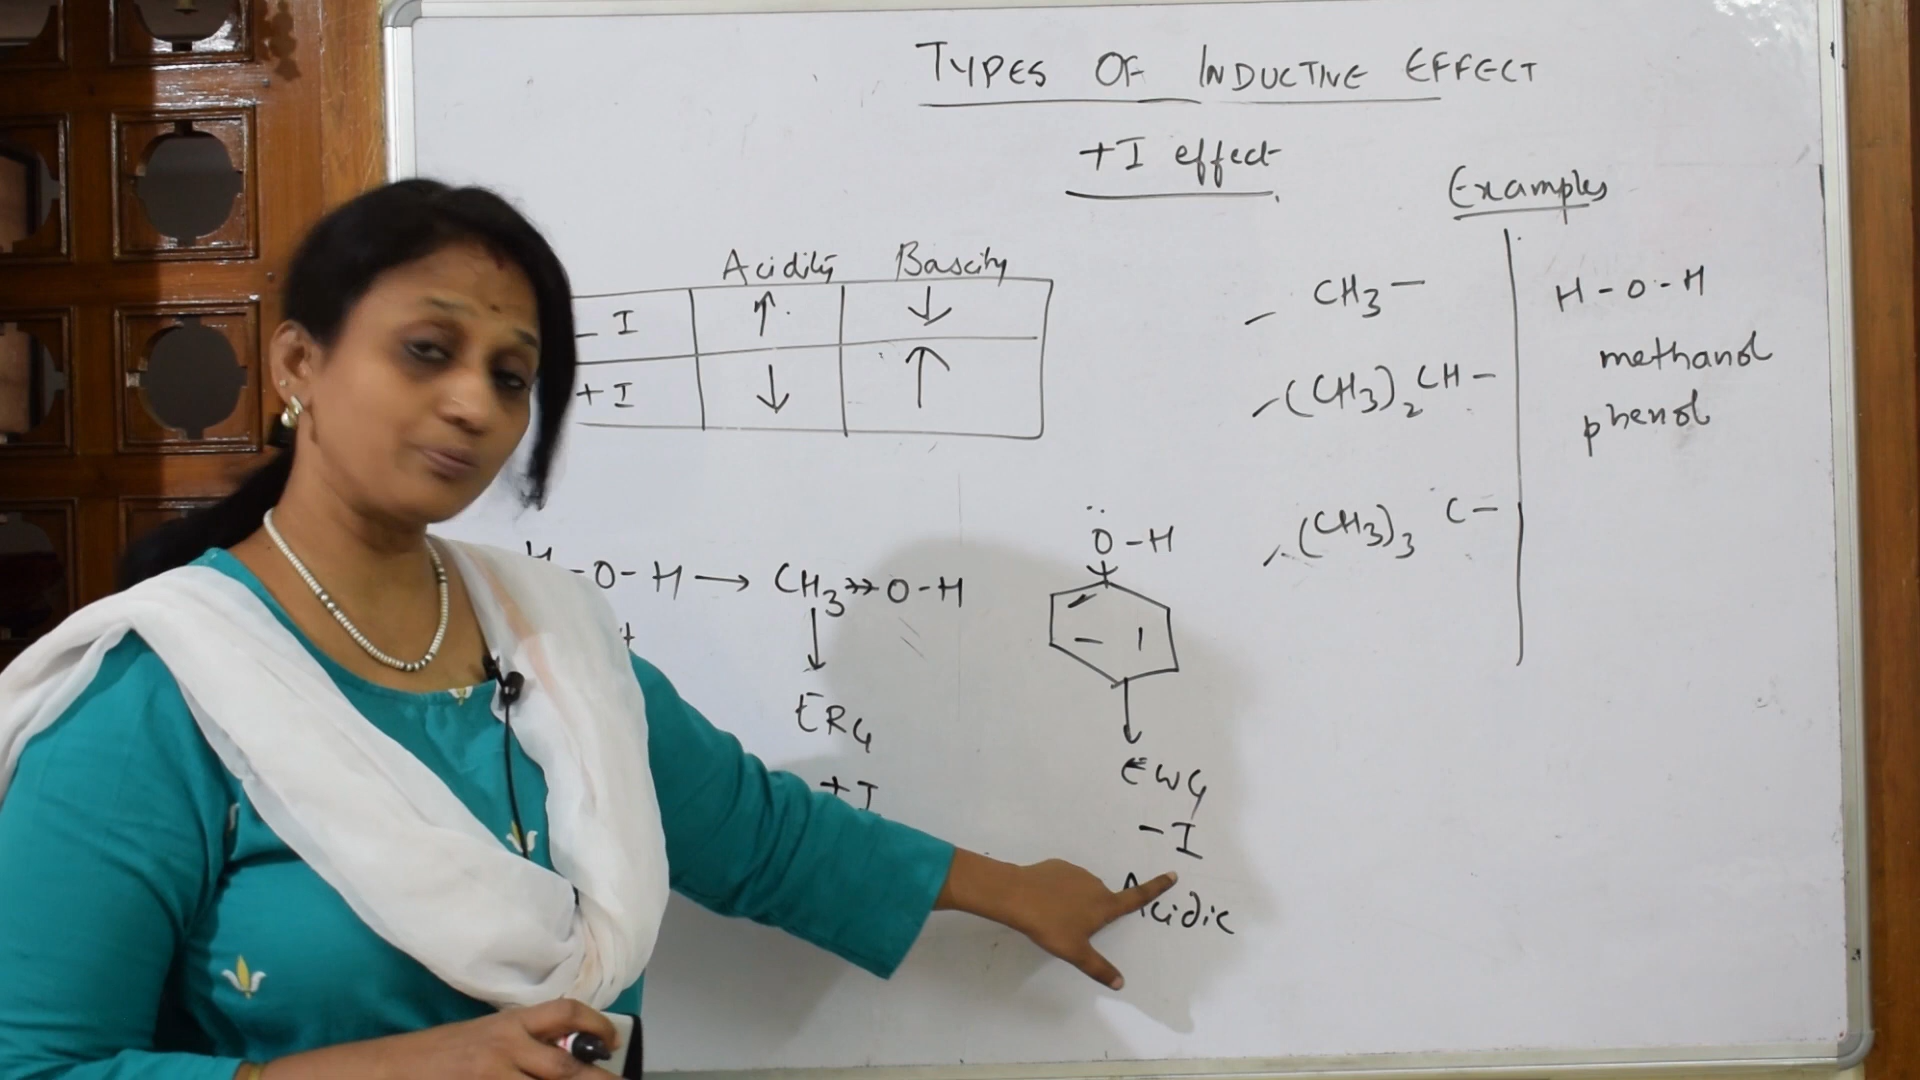 TYPES OF INDUCTIVE EFFECT
+I effect
Examples
Acidity Bascity
- I ↑ ↓
+ I ↓ ↑
CH3 -
(CH3)2 CH -
(CH3)3 C -
H - O - H
methanol
phenol
H - O - H → CH3 >> O - H
ERG
+I
O - H
EWG
- I
Acidic